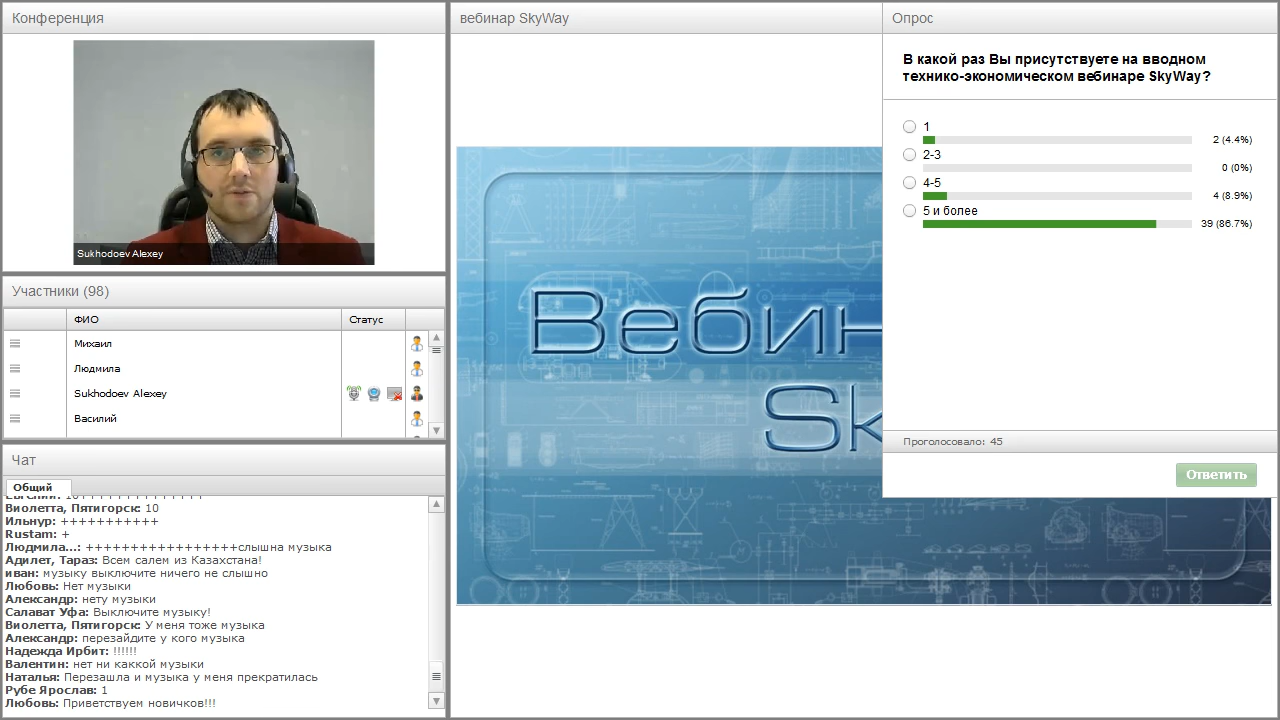 Конференция
Sukhodoev Alexey
Участники (98)
ФИО
Статус
Михаил
Людмила
Sukhodoev Alexey
Василий
Чат
Общий
Виолетта, Пятигорск: 10
Ильнур: +++++++++++
Rustam: +
Людмила...: +++++++++++++++++слышна музыка
Адилет, Тараз: Всем салем из Казахстана!
иван: музыку выключите ничего не слышно
Любовь: Нет музыки
Александр: нету музыки
Салават Уфа: Выключите музыку!
Виолетта, Пятигорск: У меня тоже музыка
Александр: перезайдите у кого музыка
Надежда Ирбит: !!!!!!
Валентин: нет ни каккой музыки
Наталья: Перезашла и музыка у меня прекратилась
Рубе Ярослав: 1
Любовь: Приветствуем новичков!!!
вебинар SkyWay
Вебин
Sk
Опрос
В какой раз Вы присутствуете на вводном
технико-экономическом вебинаре SkyWay?
1
2 (4.4%)
2-3
0 (0%)
4-5
4 (8.9%)
5 и более
39 (86.7%)
Проголосовало: 45
Ответить